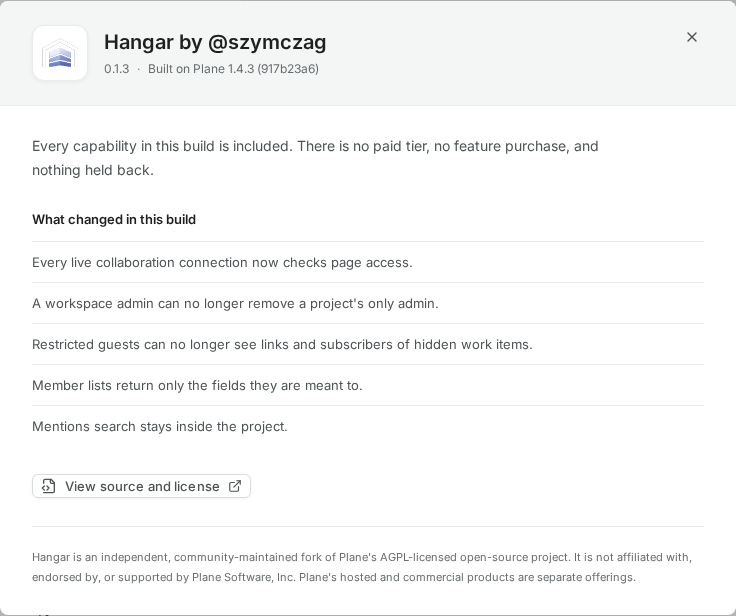 Hangar by @szymczag
0.1.3 · Built on Plane 1.4.3 (917b23a6)
Every capability in this build is included. There is no paid tier, no feature purchase, and
nothing held back.
What changed in this build
Every live collaboration connection now checks page access.
A workspace admin can no longer remove a project's only admin.
Restricted guests can no longer see links and subscribers of hidden work items.
Member lists return only the fields they are meant to.
Mentions search stays inside the project.
View source and license
Hangar is an independent, community-maintained fork of Plane's AGPL-licensed open-source project. It is not affiliated with,
endorsed by, or supported by Plane Software, Inc. Plane's hosted and commercial products are separate offerings.